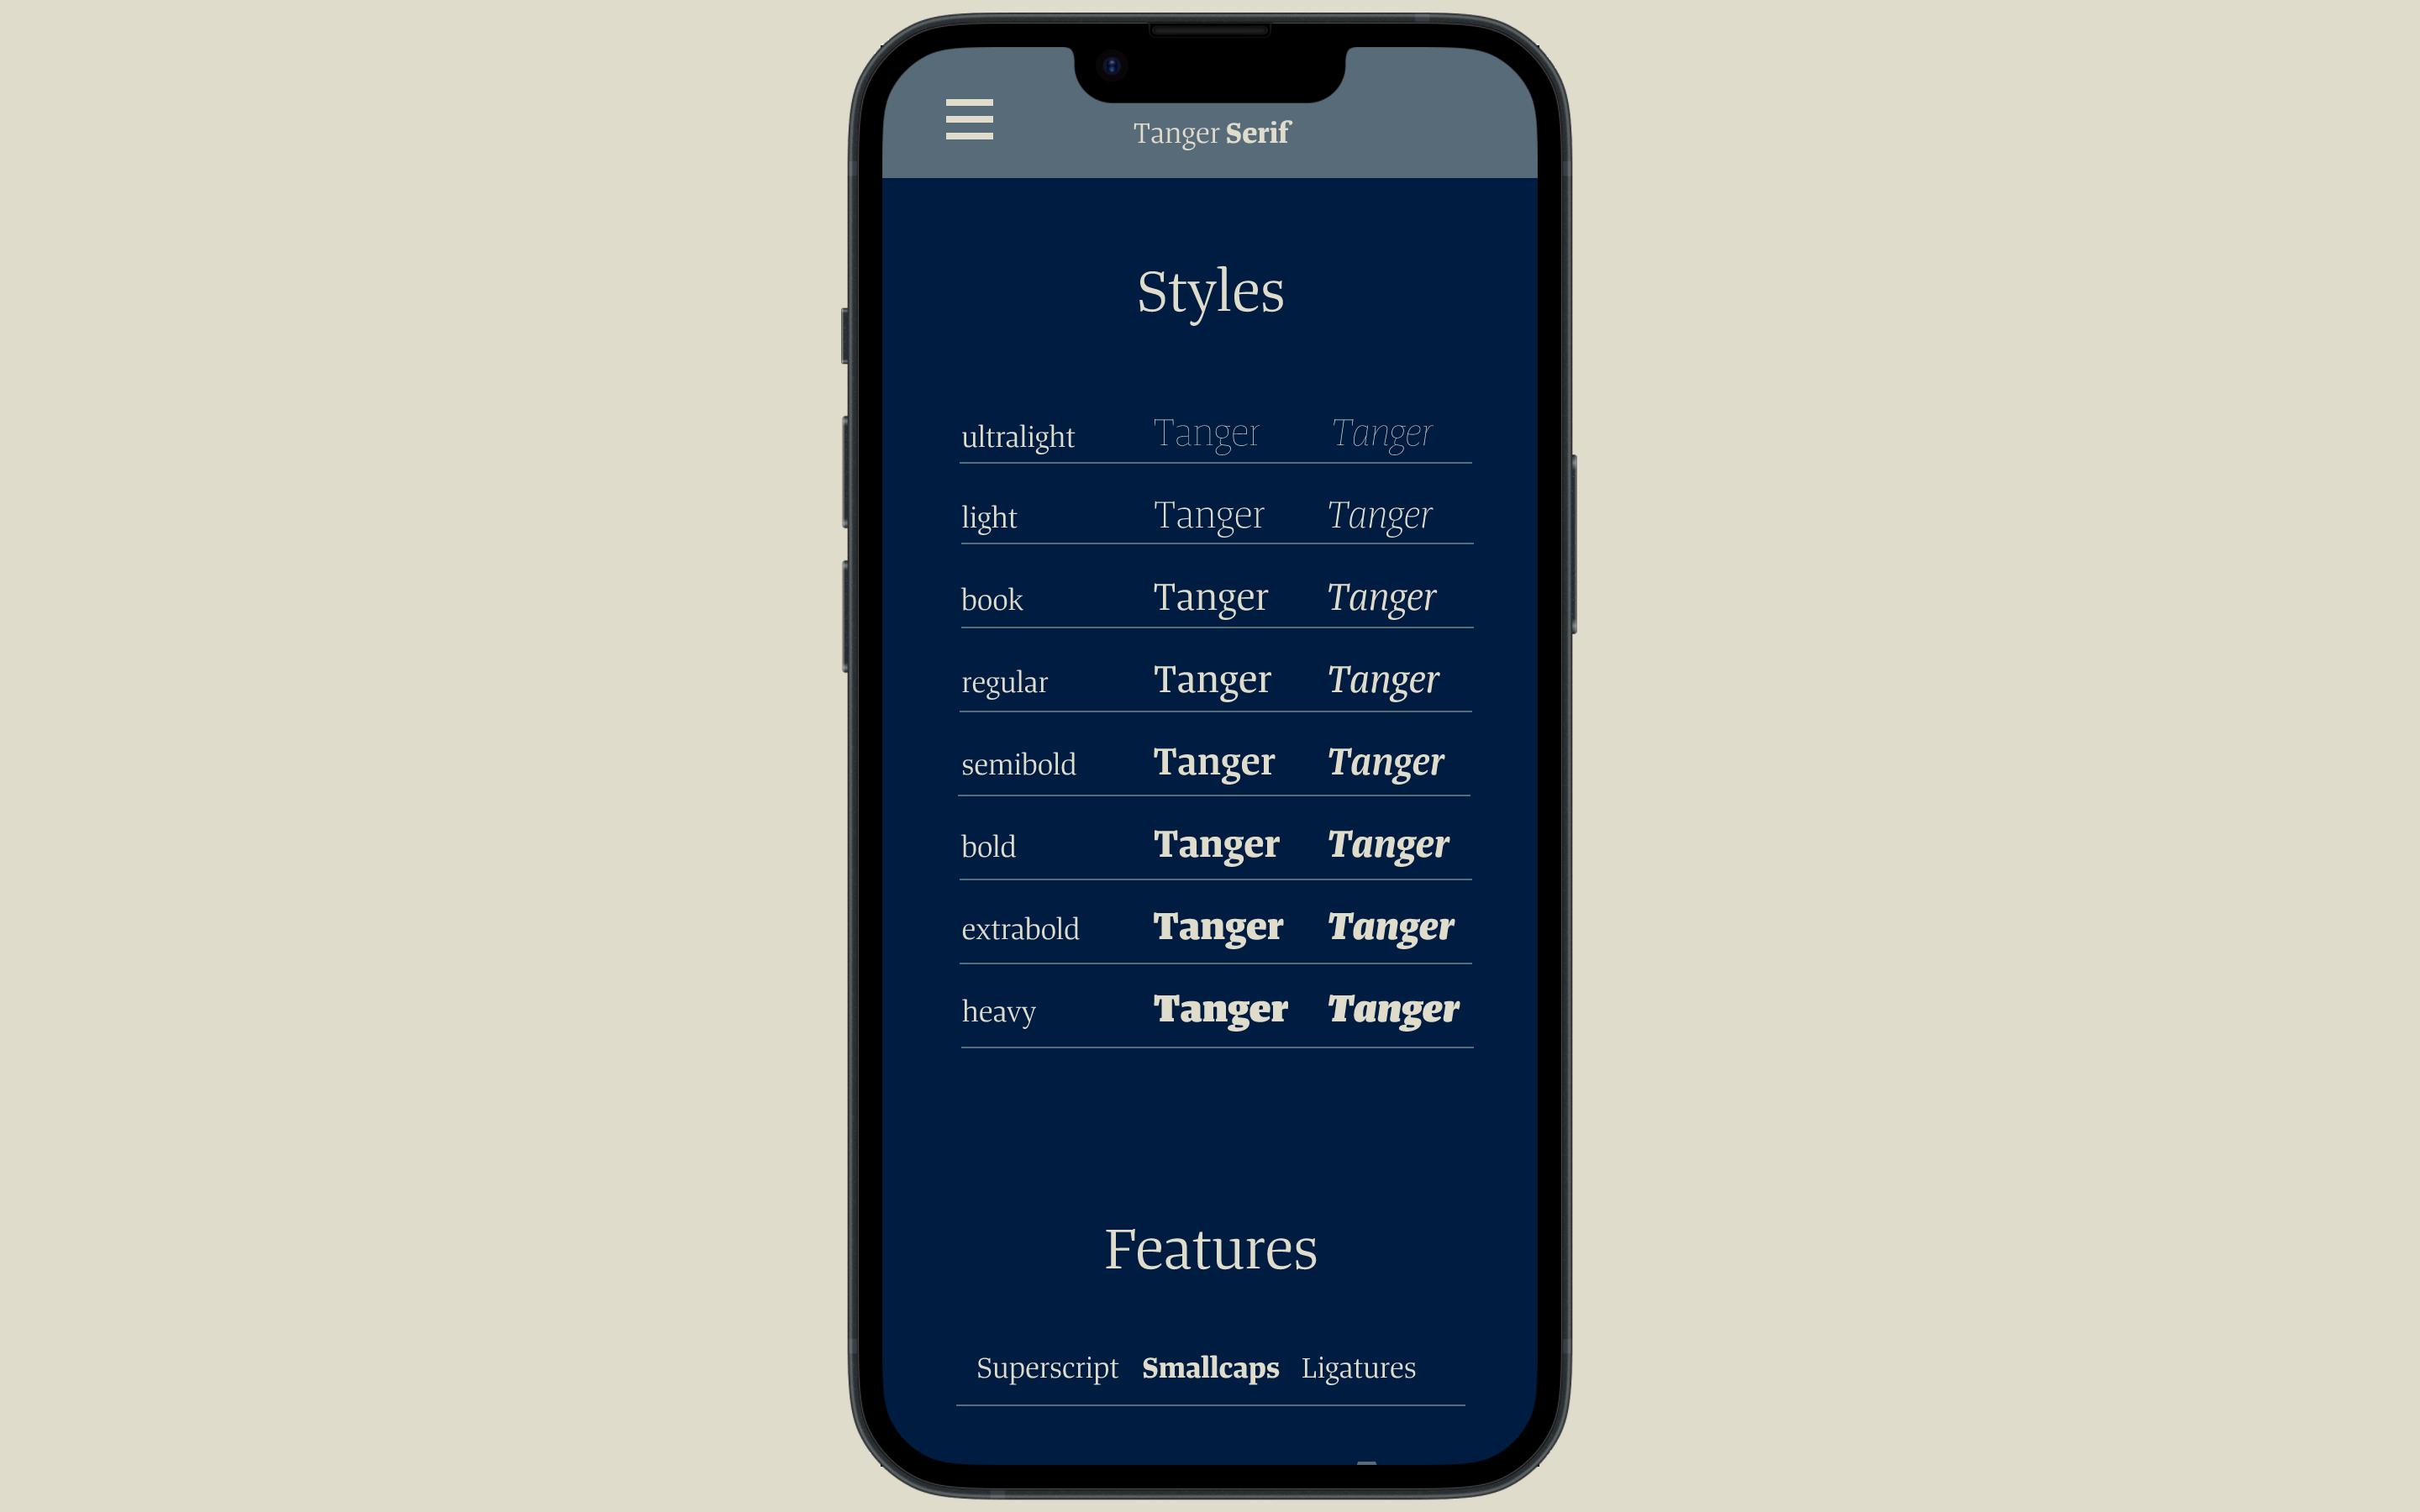 Tanger Serif
Styles
ultralight Tanger Tanger
light Tanger Tanger
book Tanger Tanger
regular Tanger Tanger
semibold Tanger Tanger
bold Tanger Tanger
extrabold Tanger Tanger
heavy Tanger Tanger
Features
Superscript Smallcaps Ligatures